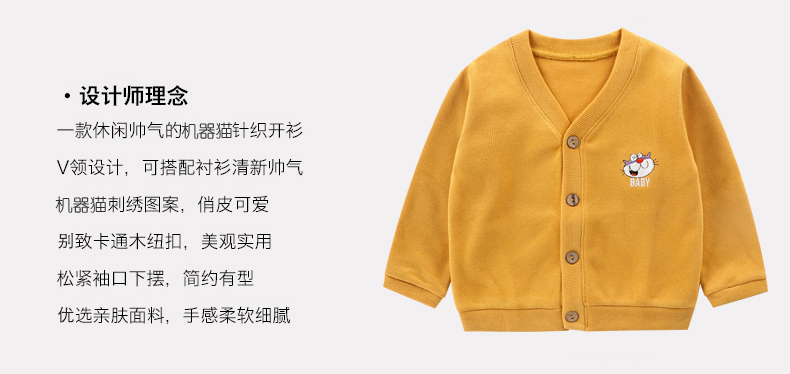 ·设计师理念
一款休闲帅气的机器猫针织开衫
V领设计，可搭配衬衫清新帅气
机器猫刺绣图案，俏皮可爱
别致卡通木纽扣，美观实用
松紧袖口下摆，简约有型
优选亲肤面料，手感柔软细腻
BABY